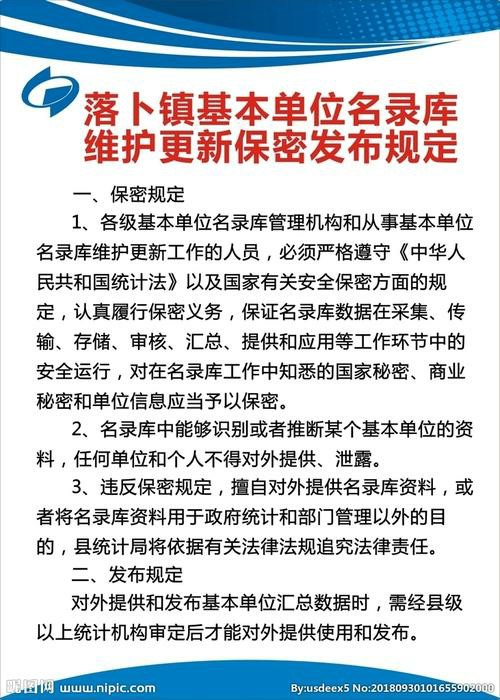 落卜镇基本单位名录库
维护更新保密发布规定
一、保密规定
1、各级基本单位名录库管理机构和从事基本单位
名录库维护更新工作的人员，必须严格遵守《中华人
民共和国统计法》以及国家有关安全保密方面的规
定，认真履行保密义务，保证名录库数据在采集、传
输、存储、审核、汇总、提供和应用等工作环节中的
安全运行，对在名录库工作中知悉的国家秘密、商业
秘密和单位信息应当予以保密。
2、名录库中能够识别或者推断某个基本单位的资
料，任何单位和个人不得对外提供、泄露。
3、违反保密规定，擅自对外提供名录库资料，或
者将名录库资料用于政府统计和部门管理以外的目
的，县统计局将依据有关法律法规追究法律责任。
二、发布规定
对外提供和发布基本单位汇总数据时，需经县级
以上统计机构审定后才能对外提供使用和发布。
昵图网 www.nipic.com
By:usdeex5 No:20180930101655902000